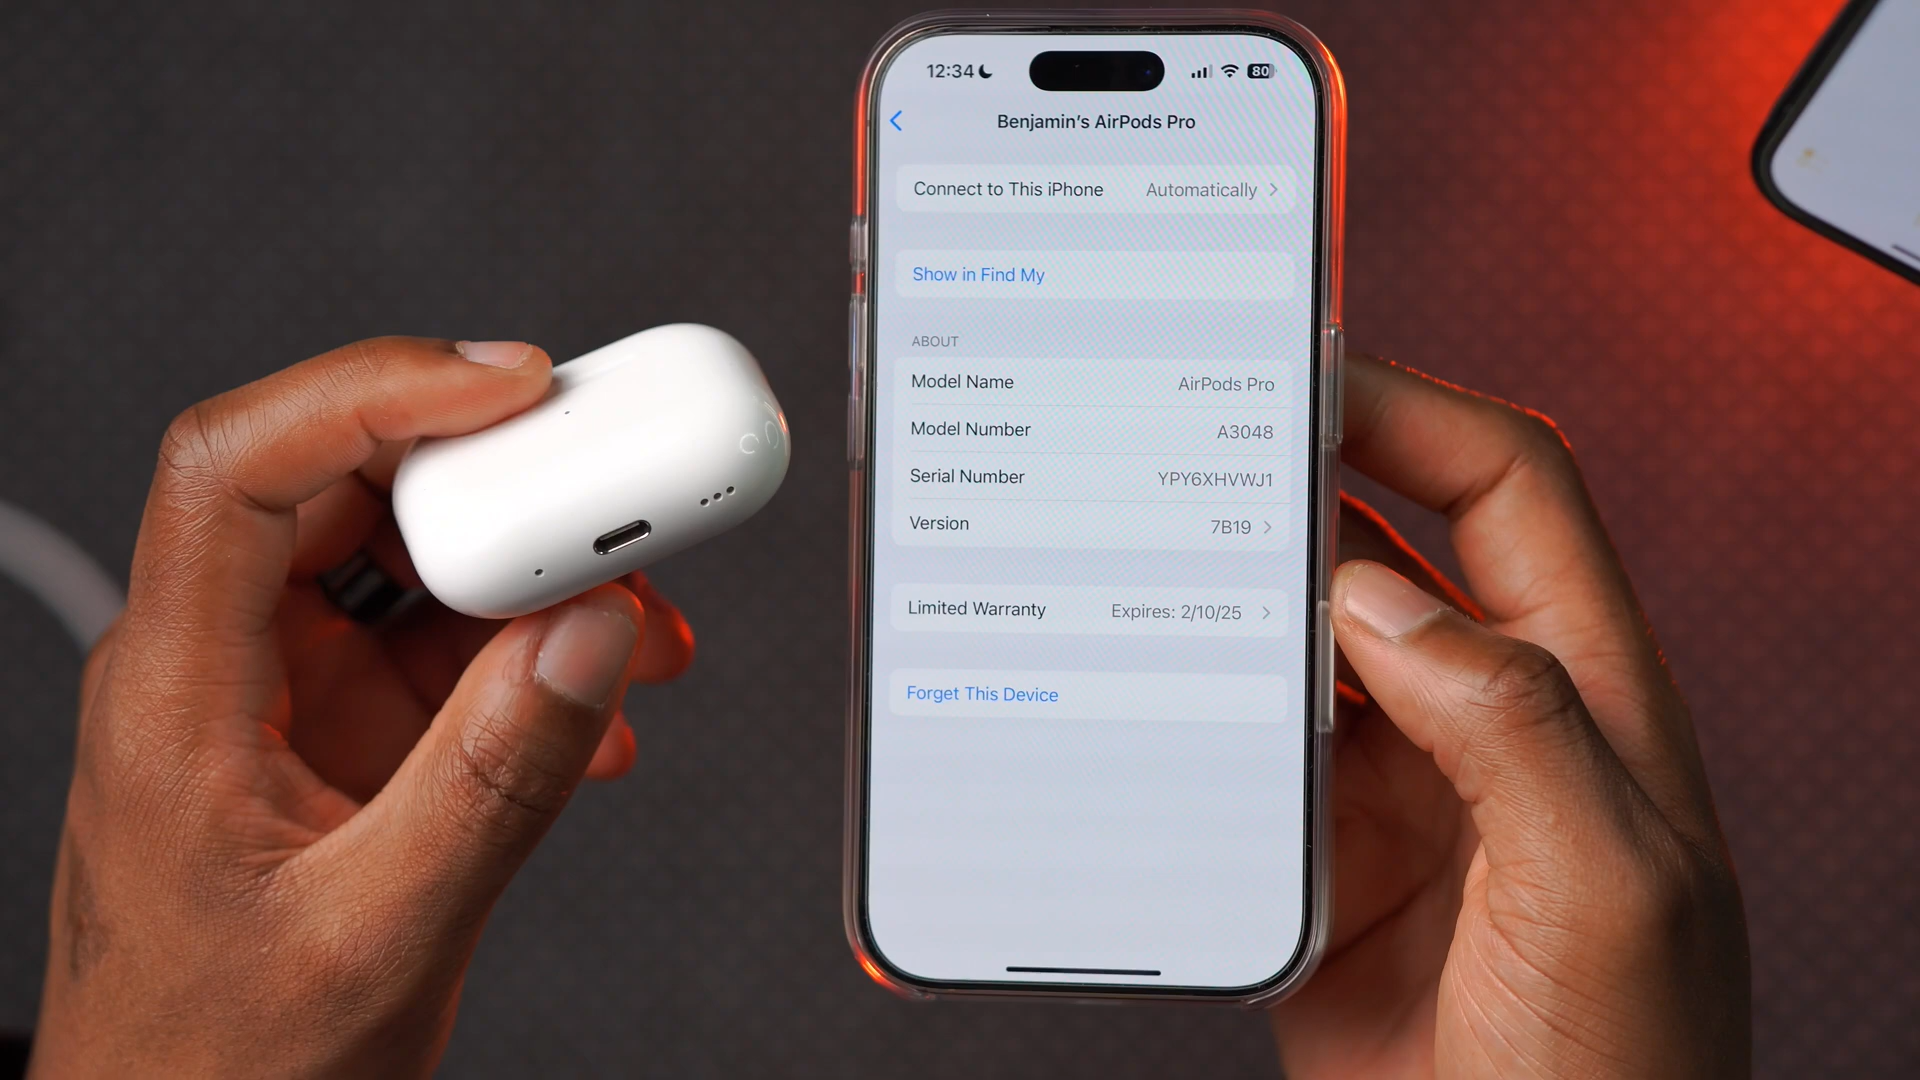 12:34 80
Benjamin's AirPods Pro
Connect to This iPhone Automatically
Show in Find My
ABOUT
Model Name AirPods Pro
Model Number A3048
Serial Number YPY6XHVWJ1
Version 7B19
Limited Warranty Expires: 2/10/25
Forget This Device